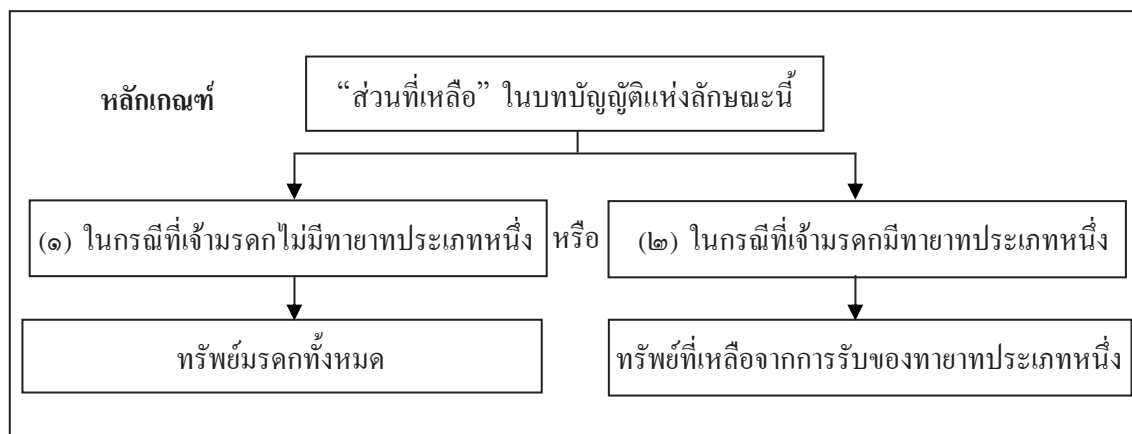 หลักเกณฑ์
“ส่วนที่เหลือ” ในบทบัญญัติแห่งลักษณะนี้
(๑) ในกรณีที่เจ้ามรดกไม่มีทายาทประเภทหนึ่ง
หรือ
(๒) ในกรณีที่เจ้ามรดกมีทายาทประเภทหนึ่ง
ทรัพย์มรดกทั้งหมด
ทรัพย์ที่เหลือจากการรับของทายาทประเภทหนึ่ง